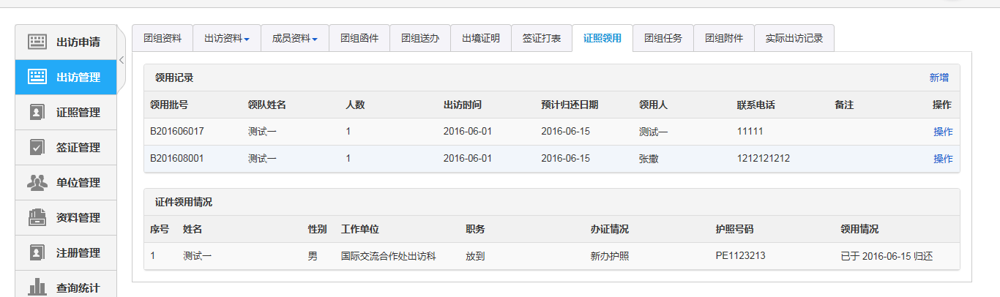 出访申请
出访管理
证照管理
签证管理
单位管理
资料管理
注册管理
查询统计
团组资料 出访资料 成员资料 团组函件 团组送办 出境证明 签证打表 证照领用 团组任务 团组附件 实际出访记录
领用记录 新增
领用批号 领队姓名 人数 出访时间 预计归还日期 领用人 联系电话 备注 操作
B201606017 测试一 1 2016-06-01 2016-06-15 测试一 11111 操作
B201608001 测试一 1 2016-06-01 2016-06-15 张撒 1212121212 操作
证件领用情况
序号 姓名 性别 工作单位 职务 办证情况 护照号码 领用情况
1 测试一 男 国际交流合作处出访科 放到 新办护照 PE1123213 已于 2016-06-15 归还